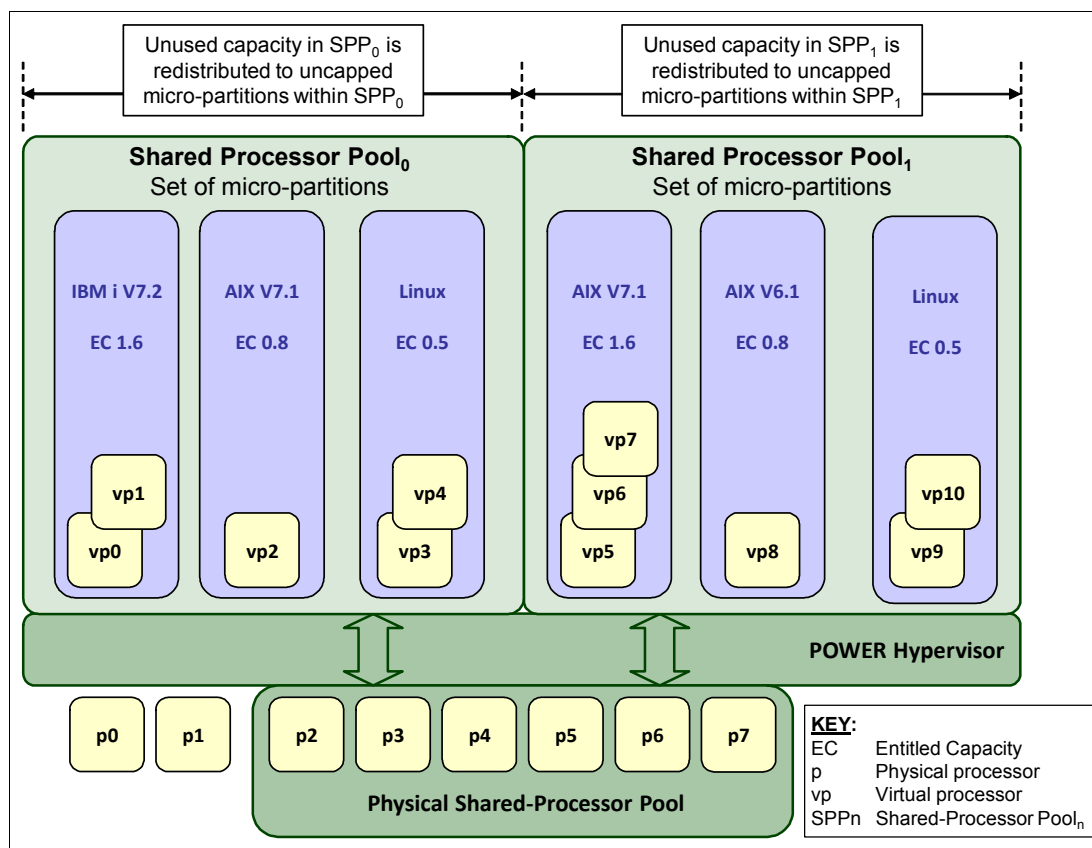 Unused capacity in SPP0 is
redistributed to uncapped
micro-partitions within SPP0
Unused capacity in SPP1 is
redistributed to uncapped
micro-partitions within SPP1
Shared Processor Pool0
Set of micro-partitions
Shared Processor Pool1
Set of micro-partitions
IBM i V7.2
EC 1.6
vp1
vp0
AIX V7.1
EC 0.8
vp2
Linux
EC 0.5
vp4
vp3
AIX V7.1
EC 1.6
vp7
vp6
vp5
AIX V6.1
EC 0.8
vp8
Linux
EC 0.5
vp10
vp9
POWER Hypervisor
p0
p1
p2
p3
p4
p5
p6
p7
Physical Shared-Processor Pool
KEY:
EC Entitled Capacity
p Physical processor
vp Virtual processor
SPPn Shared-Processor Pooln